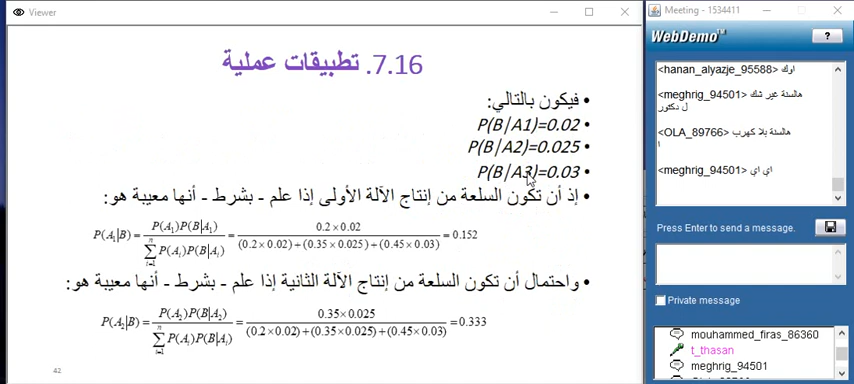 Viewer
7.16. تطبيقات عملية
• فيكون بالتالي:
• P(B/A1)=0.02
• P(B/A2)=0.025
• P(B/A3)=0.03
• إذ أن تكون السلعة من إنتاج الآلة الأولى إذا علم - بشرط - أنها معيبة هو:
P(A₁|B) = P(A₁)P(B|A₁) / ∑ᵢ₌₁ⁿ P(Aᵢ)P(B|Aᵢ) = 0.2×0.02 / (0.2×0.02)+(0.35×0.025)+(0.45×0.03) = 0.152
• واحتمال أن تكون السلعة من إنتاج الآلة الثانية إذا علم - بشرط - أنها معيبة هو:
P(A₂|B) = P(A₂)P(B|A₂) / ∑ᵢ₌₁ⁿ P(Aᵢ)P(B|Aᵢ) = 0.35×0.025 / (0.2×0.02)+(0.35×0.025)+(0.45×0.03) = 0.333
42
Meeting - 1534411
WebDemo™
?
<hanan_alyazje_95588> اوك
<meghrig_94501> هالسنة غير شك
ل دكتور
<OLA_89766> هالسنة بلا كهرب
ا
<meghrig_94501> اي اي
Press Enter to send a message.
Private message
mouhammed_firas_86360
t_thasan
meghrig_94501